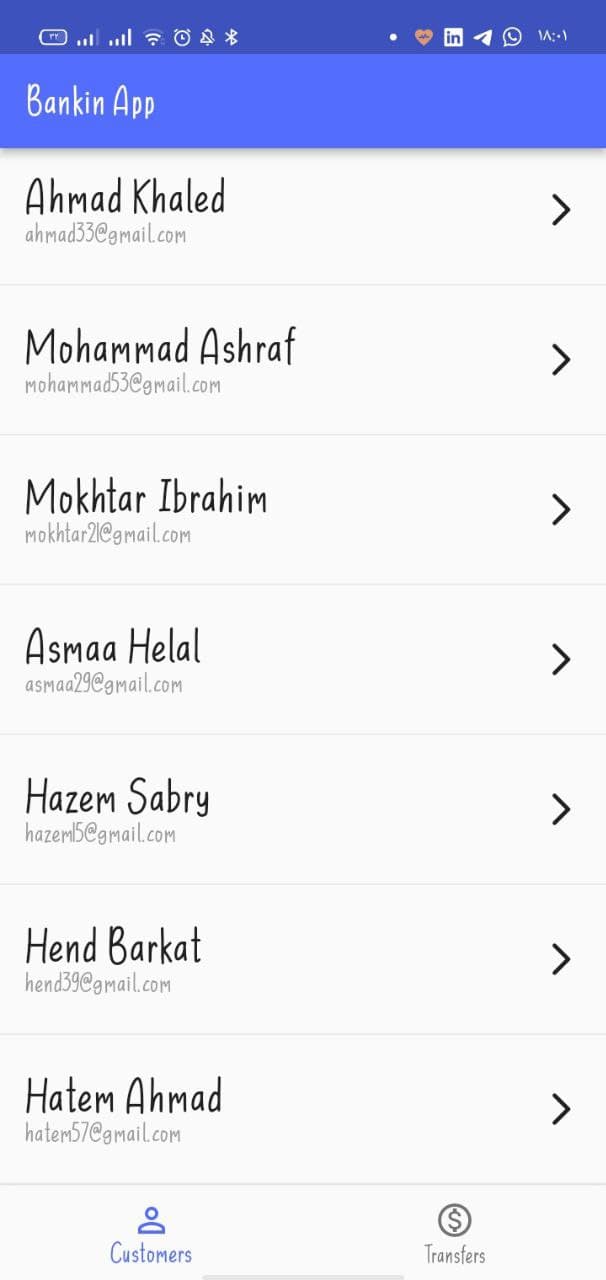 ٣٢
١٨:٠١
Bankin App
Ahmad Khaled
ahmad33@gmail.com
Mohammad Ashraf
mohammad53@gmail.com
Mokhtar Ibrahim
mokhtar21@gmail.com
Asmaa Helal
asmaa29@gmail.com
Hazem Sabry
hazem15@gmail.com
Hend Barkat
hend39@gmail.com
Hatem Ahmad
hatem57@gmail.com
Customers
Transfers